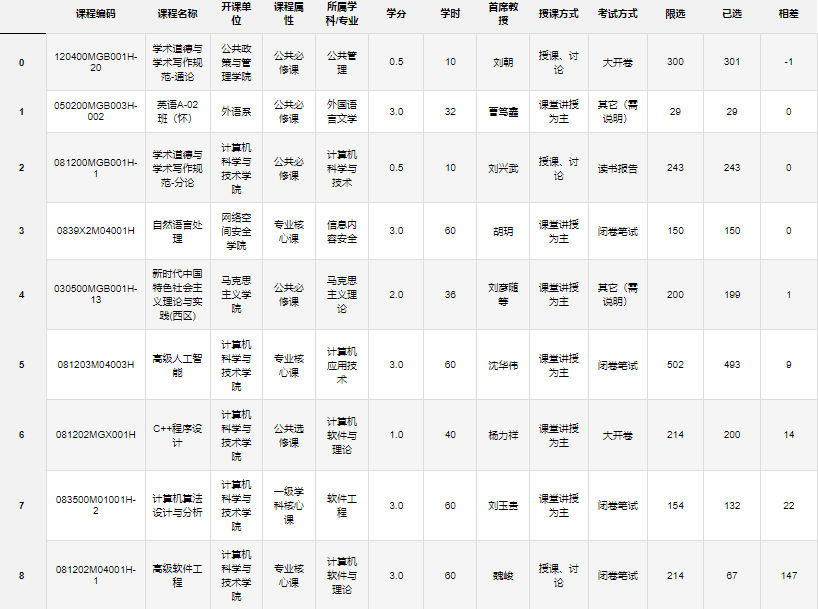 课程编码 课程名称 开课单位 课程属性 所属学科/专业 学分 学时 首席教授 授课方式 考试方式 限选 已选 相差
0 120400MGB001H-20 学术道德与学术写作规范-通论 公共政策与管理学院 公共必修课 公共管理 0.5 10 刘朝 授课、讨论 大开卷 300 301 -1
1 050200MGB003H-002 英语A-02班（怀） 外语系 公共必修课 外国语言文学 3.0 32 曹笃鑫 课堂讲授为主 其它（需说明） 29 29 0
2 081200MGB001H-1 学术道德与学术写作规范-分论 计算机科学与技术学院 公共必修课 计算机科学与技术 0.5 10 刘兴武 授课、讨论 读书报告 243 243 0
3 0839X2M04001H 自然语言处理 网络空间安全学院 专业核心课 信息内容安全 3.0 60 胡玥 课堂讲授为主 闭卷笔试 150 150 0
4 030500MGB001H-13 新时代中国特色社会主义理论与实践(西区) 马克思主义学院 公共必修课 马克思主义理论 2.0 36 刘彦随等 课堂讲授为主 其它（需说明） 200 199 1
5 081203M04003H 高级人工智能 计算机科学与技术学院 专业核心课 计算机应用技术 3.0 60 沈华伟 课堂讲授为主 闭卷笔试 502 493 9
6 081202MGX001H C++程序设计 计算机科学与技术学院 公共选修课 计算机软件与理论 1.0 40 杨力祥 课堂讲授为主 大开卷 214 200 14
7 083500M01001H-2 计算机算法设计与分析 计算机科学与技术学院 一级学科核心课 软件工程 3.0 60 刘玉贵 课堂讲授为主 闭卷笔试 154 132 22
8 081202M04001H-1 高级软件工程 计算机科学与技术学院 专业核心课 计算机软件与理论 3.0 60 魏峻 授课、讨论 闭卷笔试 214 67 147